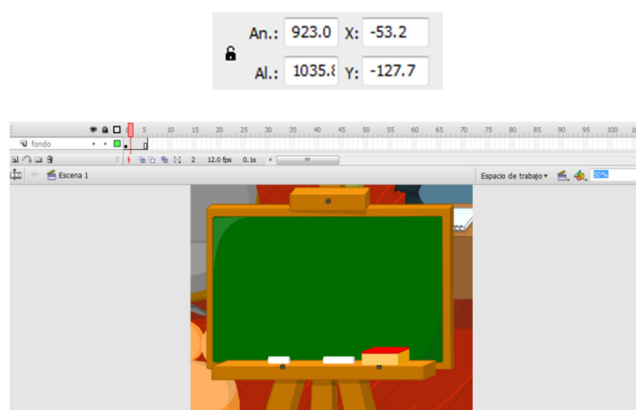 An.: 923.0 X: -53.2
Al.: 1035.8 Y: -127.7
5 10 15 20 25 30 35 40 45 50 55 60 65 70 75 80 85 90 95 100
fondo
2 12.0 fps 0.1s
Escena 1 Espacio de trabajo